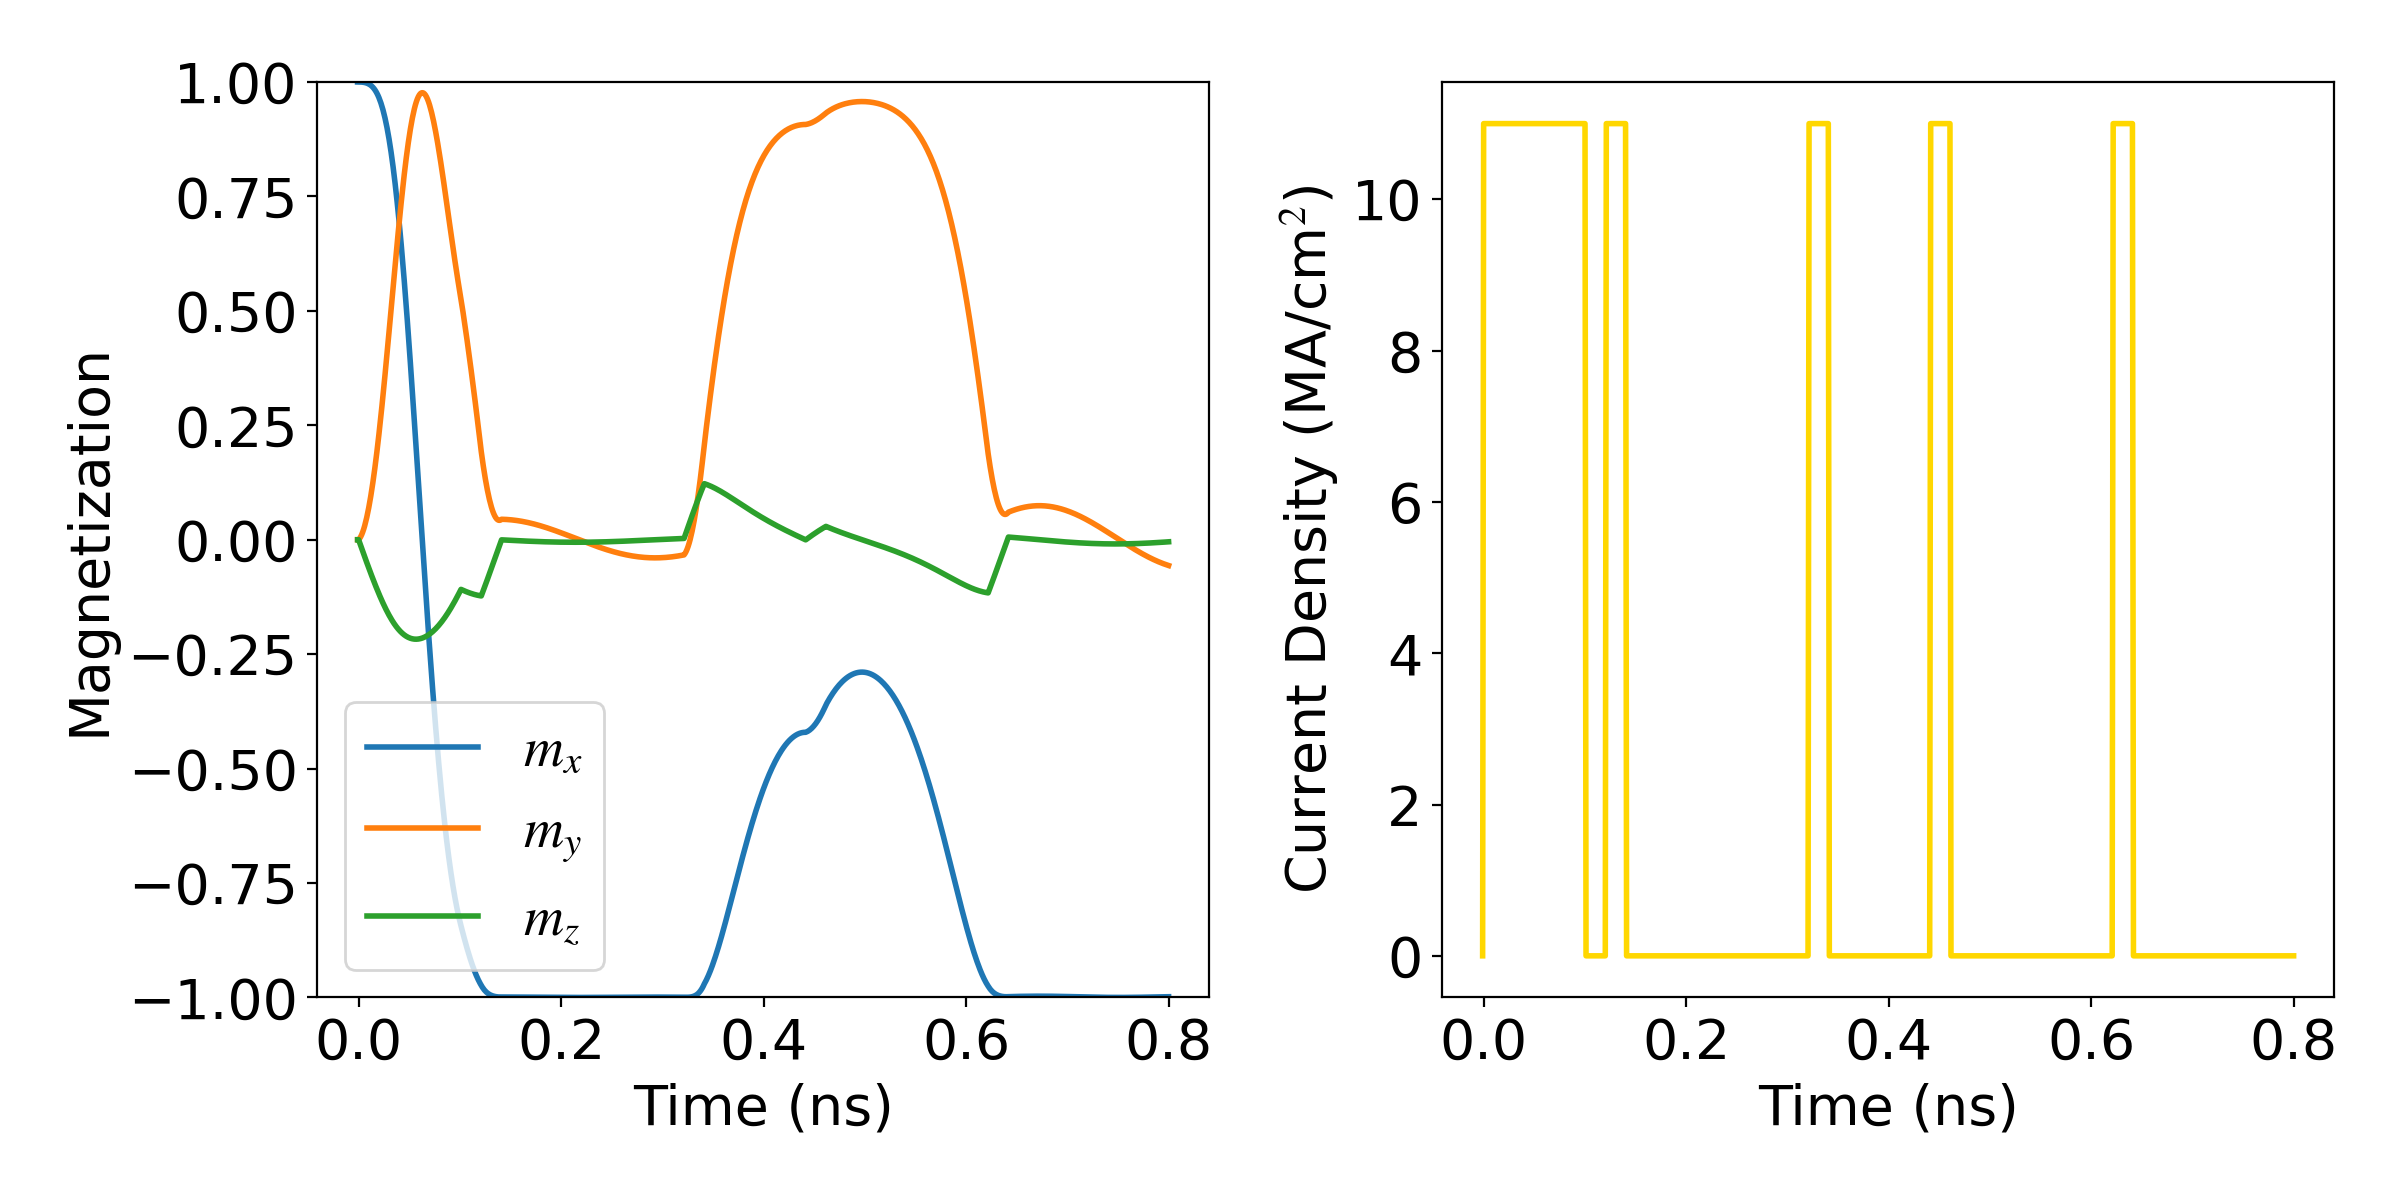 Magnetization
1.00
0.75
0.50
0.25
0.00
−0.25
−0.50
−0.75
−1.00
0.0 0.2 0.4 0.6 0.8
Time (ns)
m_x
m_y
m_z
Current Density (MA/cm²)
10
8
6
4
2
0
0.0 0.2 0.4 0.6 0.8
Time (ns)